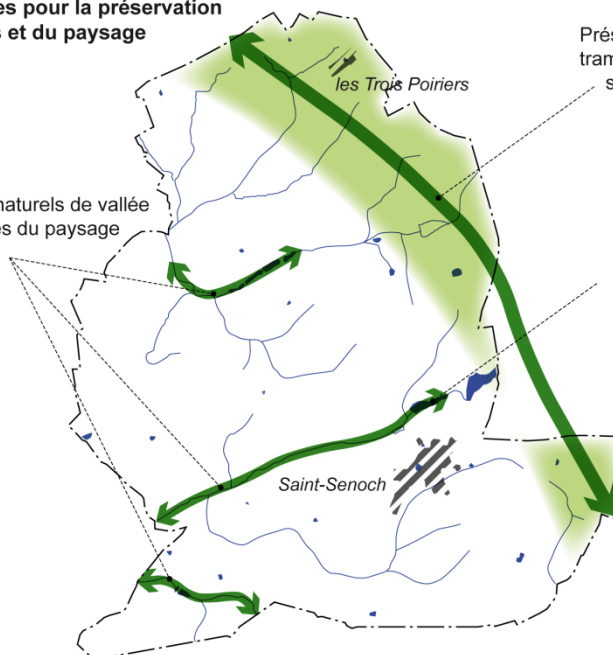 es pour la préservation
s et du paysage
les Trois Poiriers
Prés
tram
s
naturels de vallée
es du paysage
Saint-Senoch